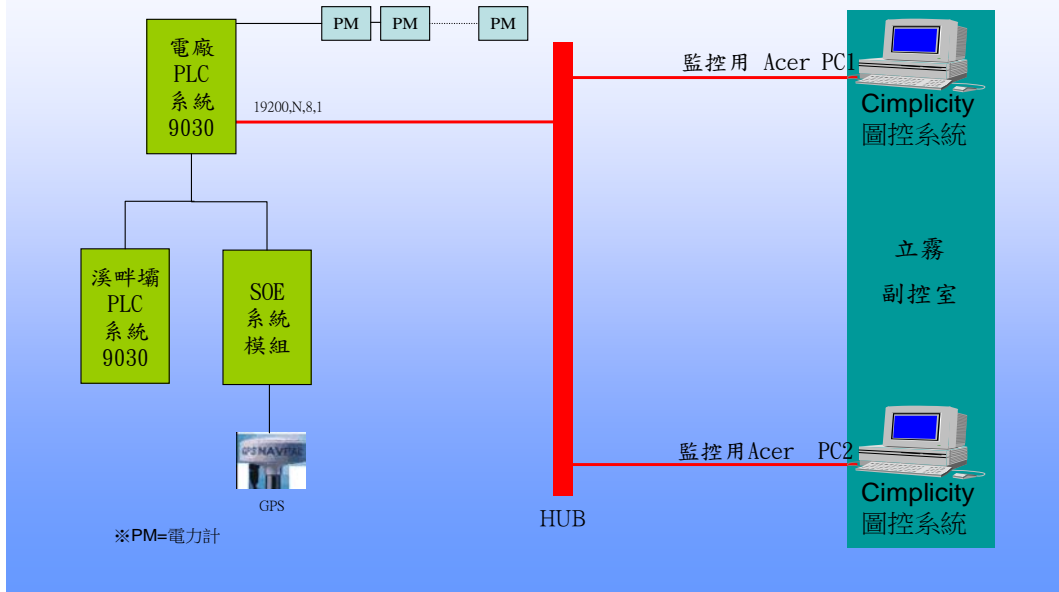 PM PM PM
電廠
PLC
系統
9030
19200,N,8,1
監控用 Acer PC1
Cimplicity
圖控系統
溪畔壩
PLC
系統
9030
SOE
系統
模組
立霧
副控室
GPS
HUB
監控用Acer PC2
Cimplicity
圖控系統
※PM=電力計